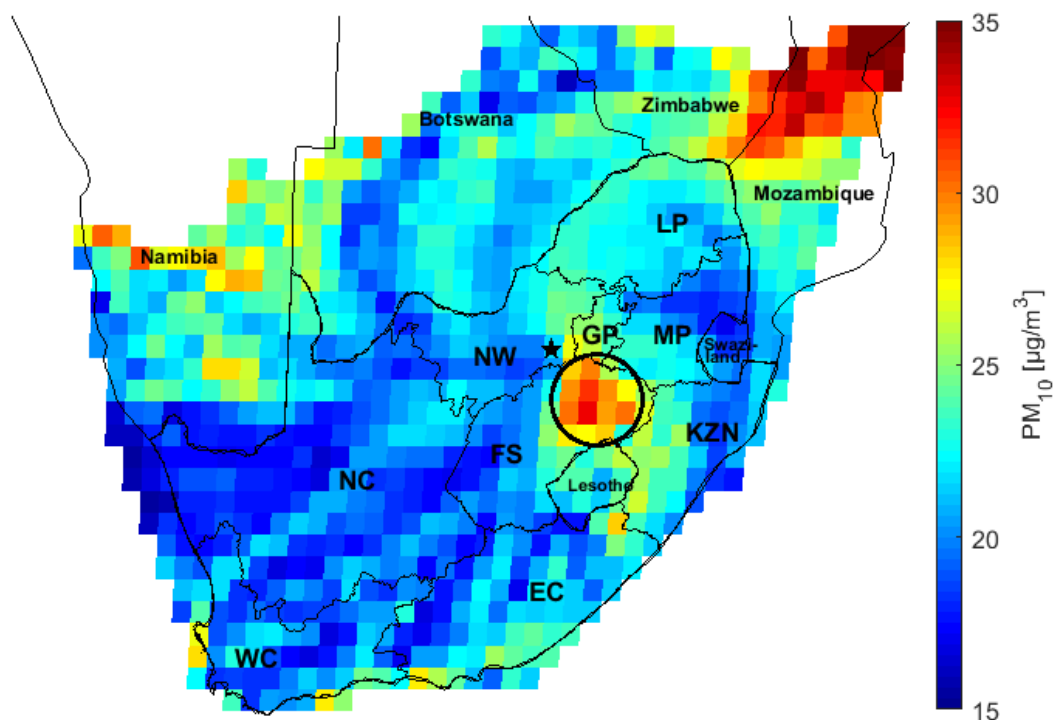 35
Zimbabwe
Botswana
Mozambique
30
LP
Namibia
GP
MP
Swazi-
land
NW
25
PM10 [µg/m³]
KZN
FS
NC
Lesotho
20
EC
WC
15